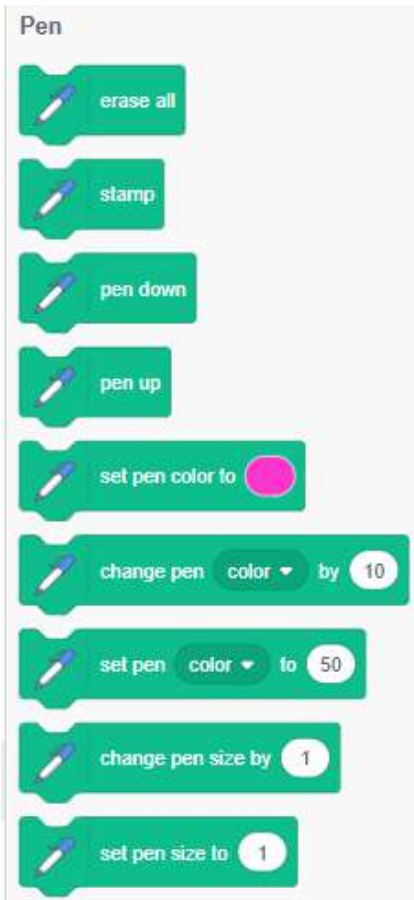 Pen
erase all
stamp
pen down
pen up
set pen color to
change pen color by 10
set pen color to 50
change pen size by 1
set pen size to 1